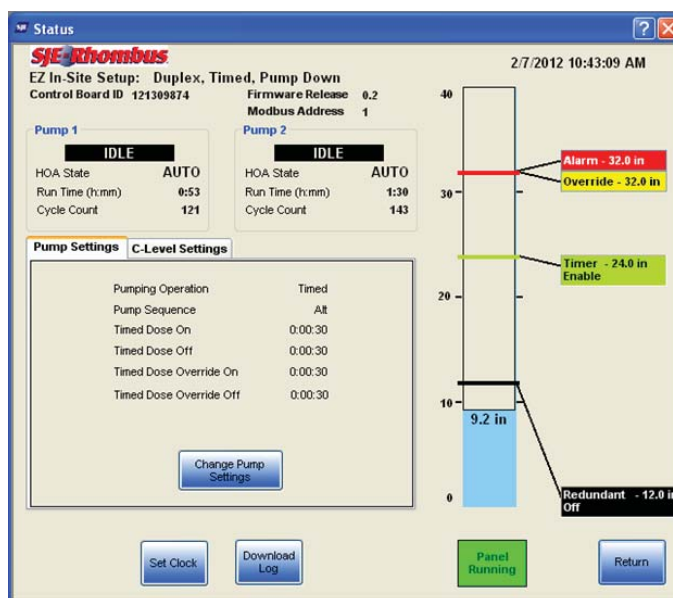 Status
SJE-Rhombus
2/7/2012 10:43:09 AM
EZ In-Site Setup: Duplex, Timed, Pump Down
Control Board ID 121309874 Firmware Release 0.2
Modbus Address 1
Pump 1
IDLE
HOA State AUTO
Run Time (h:mm) 0:53
Cycle Count 121
Pump 2
IDLE
HOA State AUTO
Run Time (h:mm) 1:30
Cycle Count 143
Pump Settings
C-Level Settings
Pumping Operation Timed
Pump Sequence Alt
Timed Dose On 0:00:30
Timed Dose Off 0:00:30
Timed Dose Override On 0:00:30
Timed Dose Override Off 0:00:30
Change Pump
Settings
40
30
20
10
0
Alarm - 32.0 in
Override - 32.0 in
Timer - 24.0 in
Enable
9.2 in
Redundant - 12.0 in
Off
Set Clock
Download
Log
Panel
Running
Return